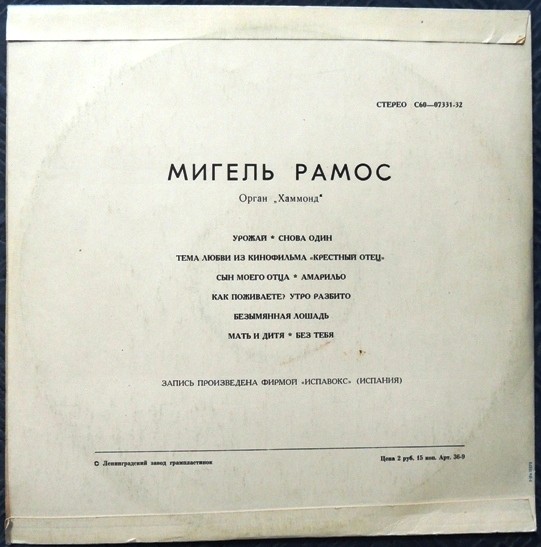 СТЕРЕО С60—07331-32
МИГЕЛЬ РАМОС
Орган „Хаммонд"
УРОЖАЙ * СНОВА ОДИН
ТЕМА ЛЮБВИ ИЗ КИНОФИЛЬМА «КРЕСТНЫЙ ОТЕЦ»
СЫН МОЕГО ОТЦА * АМАРИЛЬО
КАК ПОЖИВАЕТЕ? УТРО РАЗБИТО
БЕЗЫМЯННАЯ ЛОШАДЬ
МАТЬ И ДИТЯ * БЕЗ ТЕБЯ
ЗАПИСЬ ПРОИЗВЕДЕНА ФИРМОЙ «ИСПАВОКС» (ИСПАНИЯ)
© Ленинградский завод грампластинок
Цена 2 руб. 15 коп. Арт. 36-9